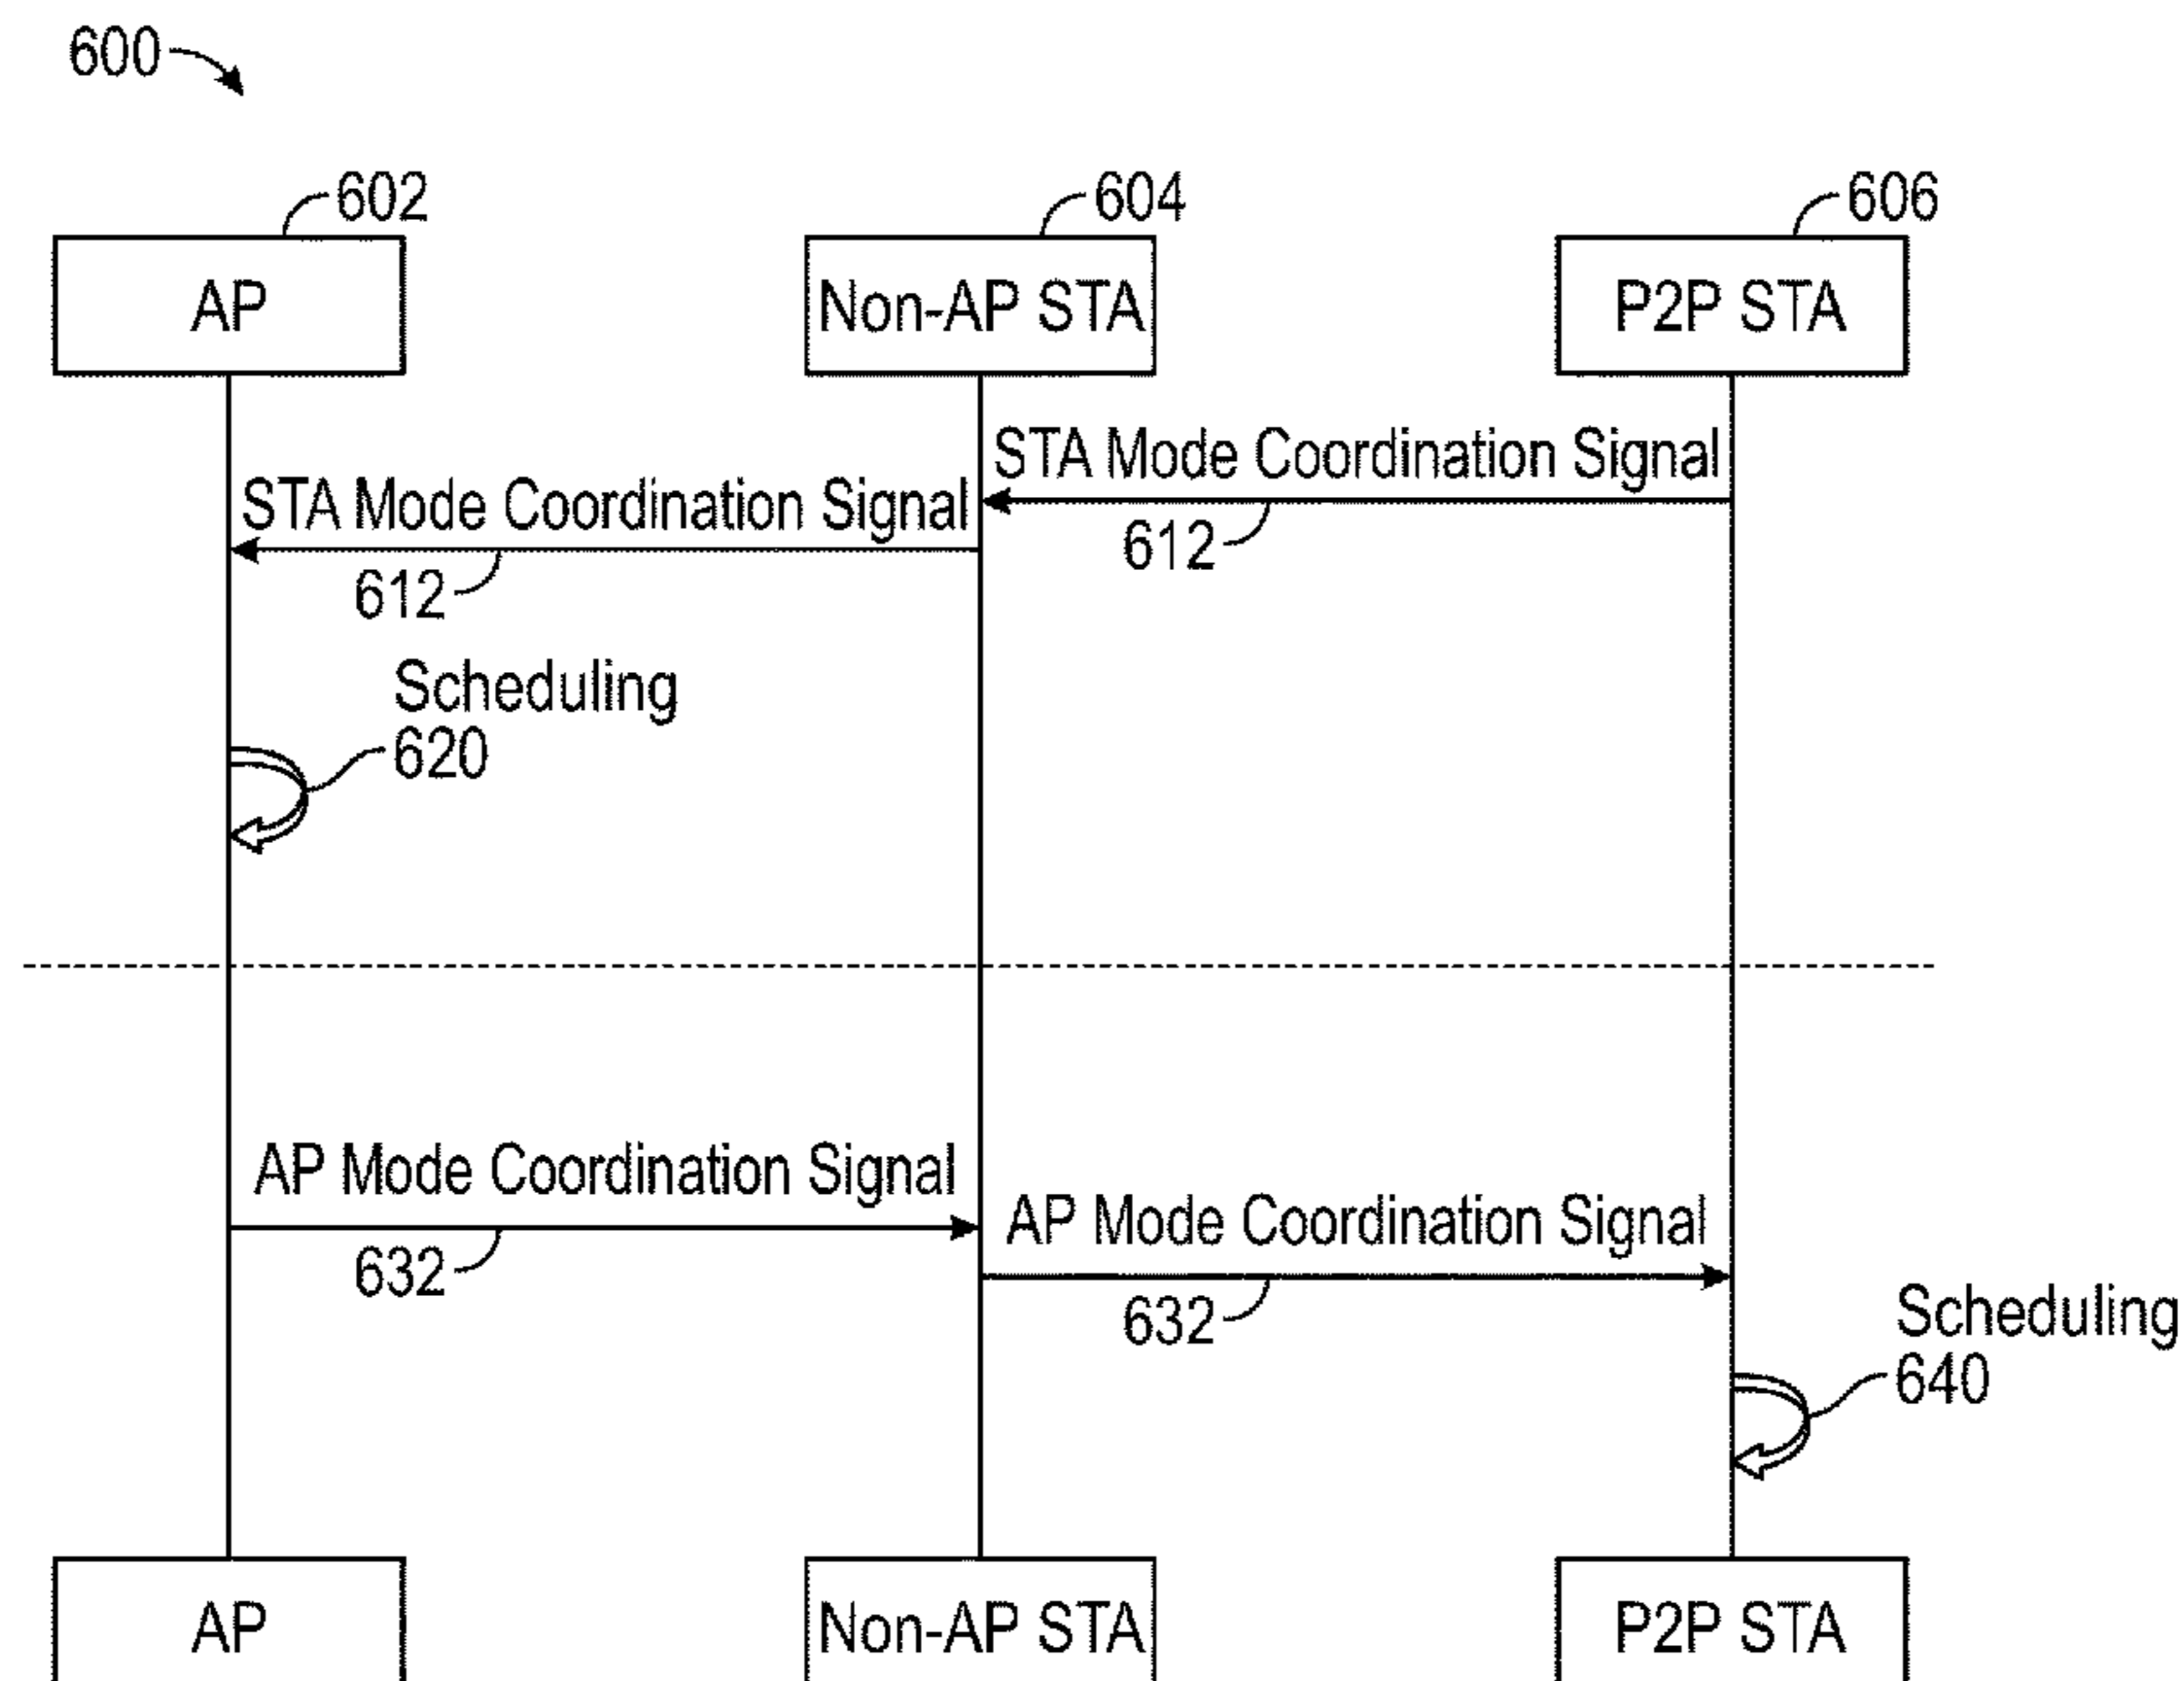 600
602
604
606
AP
Non-AP STA
P2P STA
STA Mode Coordination Signal
STA Mode Coordination Signal
612
612
Scheduling
620
AP Mode Coordination Signal
AP Mode Coordination Signal
632
632
Scheduling
640
AP
Non-AP STA
P2P STA